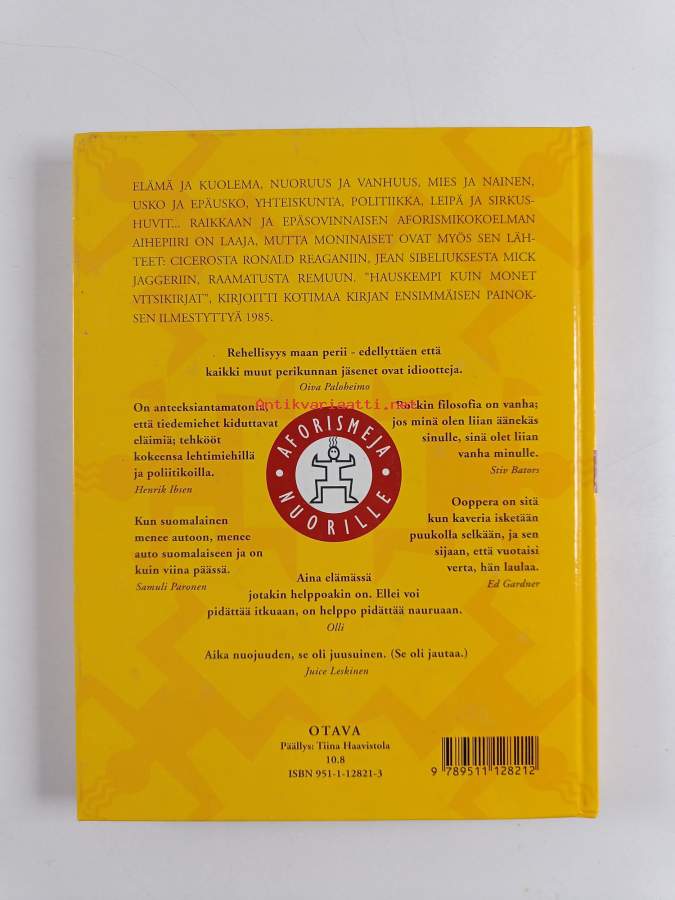 ELÄMÄ JA KUOLEMA, NUORUUS JA VANHUUS, MIES JA NAINEN,
USKO JA EPÄUSKO, YHTEISKUNTA, POLITIIKKA, LEIPÄ JA SIRKUS-
HUVIT... RAIKKAAN JA EPÄSOVINNAISEN AFORISMIKOKOELMAN
AIHEPIIRI ON LAAJA, MUTTA MONINAISET OVAT MYÖS SEN LÄH-
TEET: CICEROSTA RONALD REAGANIIN, JEAN SIBELIUKSESTA MICK
JAGGERIIN, RAAMATUSTA REMUUN. "HAUSKEMPI KUIN MONET
VITSIKIRJAT", KIRJOITTI KOTIMAA KIRJAN ENSIMMÄISEN PAINOK-
SEN ILMESTYTTYÄ 1985.
Rehellisyys maan perii - edellyttäen että
kaikki muut perikunnan jäsenet ovat idiootteja.
Oiva Paloheimo
Antikvariaatti.net
On anteeksiantamatonta,
että tiedemiehet kiduttavat
eläimiä; tehkööt
kokeensa lehtimiehillä
ja poliitikoilla.
Henrik Ibsen
filosofia on vanha;
jos minä olen liian äänekäs
sinulle, sinä olet liian
vanha minulle.
Stiv Bators
AFORISMEJA
NUORILLE
Kun suomalainen
menee autoon, menee
auto suomalaiseen ja on
kuin viina päässä.
Samuli Paronen
Ooppera on sitä
kun kaveria isketään
puukolla selkään, ja sen
sijaan, että vuotaisi
verta, hän laulaa.
Ed Gardner
Aina elämässä
jotakin helppoakin on. Ellei voi
pidättää itkuaan, on helppo pidättää nauruaan.
Olli
Aika nuojuuden, se oli juusuinen. (Se oli jautaa.)
Juice Leskinen
OTAVA
Päällys: Tiina Haavistola
10.8
ISBN 951-1-12821-3
9 789511 128212